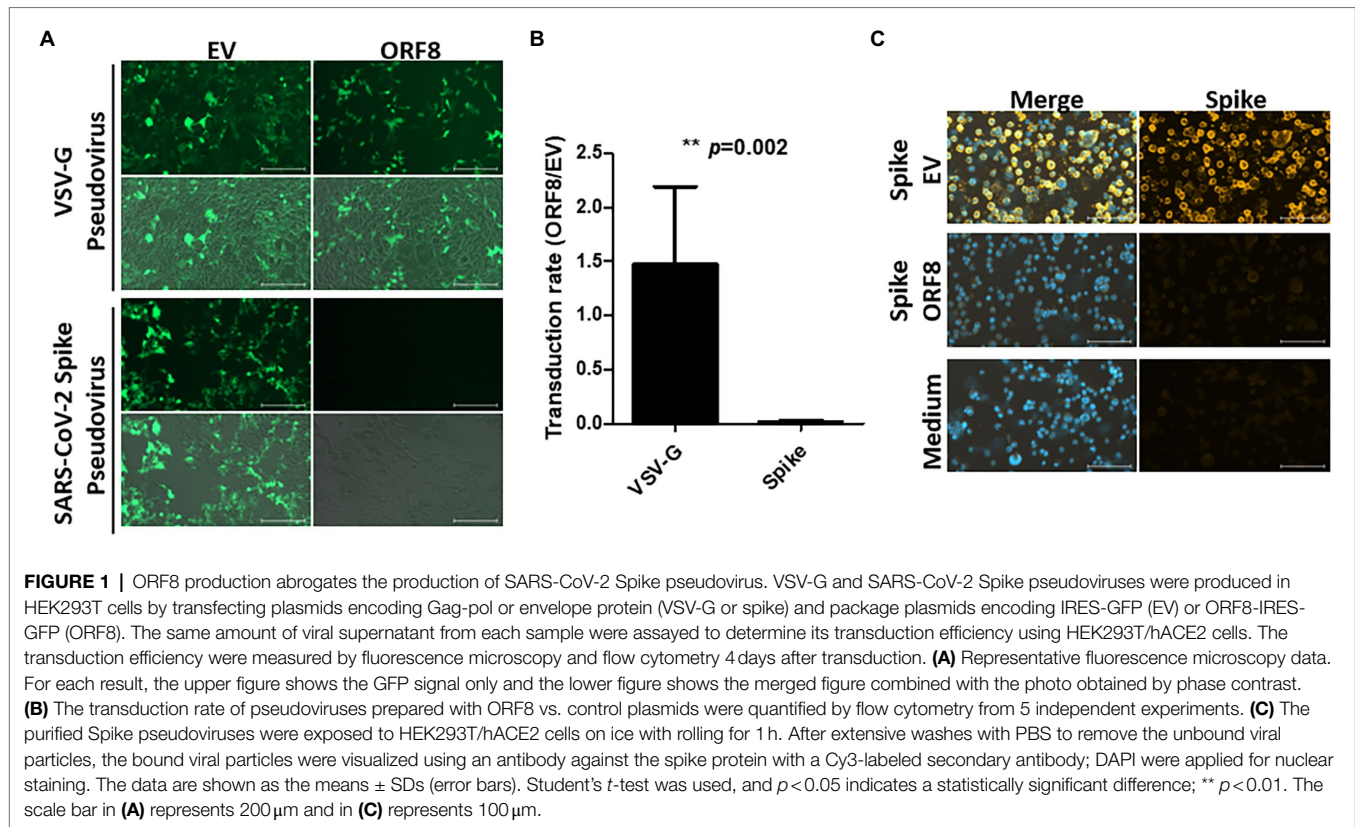 A
EV
ORF8
VSV-G
Pseudovirus
SARS-CoV-2 Spike
Pseudovirus
B
** p=0.002
Transduction rate (ORF8/EV)
2.5
2.0
1.5
1.0
0.5
0.0
VSV-G
Spike
C
Merge
Spike
Spike
EV
Spike
ORF8
Medium
FIGURE 1 | ORF8 production abrogates the production of SARS-CoV-2 Spike pseudovirus. VSV-G and SARS-CoV-2 Spike pseudoviruses were produced in
HEK293T cells by transfecting plasmids encoding Gag-pol or envelope protein (VSV-G or spike) and package plasmids encoding IRES-GFP (EV) or ORF8-IRES-
GFP (ORF8). The same amount of viral supernatant from each sample were assayed to determine its transduction efficiency using HEK293T/hACE2 cells. The
transduction efficiency were measured by fluorescence microscopy and flow cytometry 4 days after transduction. (A) Representative fluorescence microscopy data.
For each result, the upper figure shows the GFP signal only and the lower figure shows the merged figure combined with the photo obtained by phase contrast.
(B) The transduction rate of pseudoviruses prepared with ORF8 vs. control plasmids were quantified by flow cytometry from 5 independent experiments. (C) The
purified Spike pseudoviruses were exposed to HEK293T/hACE2 cells on ice with rolling for 1 h. After extensive washes with PBS to remove the unbound viral
particles, the bound viral particles were visualized using an antibody against the spike protein with a Cy3-labeled secondary antibody; DAPI were applied for nuclear
staining. The data are shown as the means ± SDs (error bars). Student's t-test was used, and p < 0.05 indicates a statistically significant difference; ** p < 0.01. The
scale bar in (A) represents 200 μm and in (C) represents 100 μm.